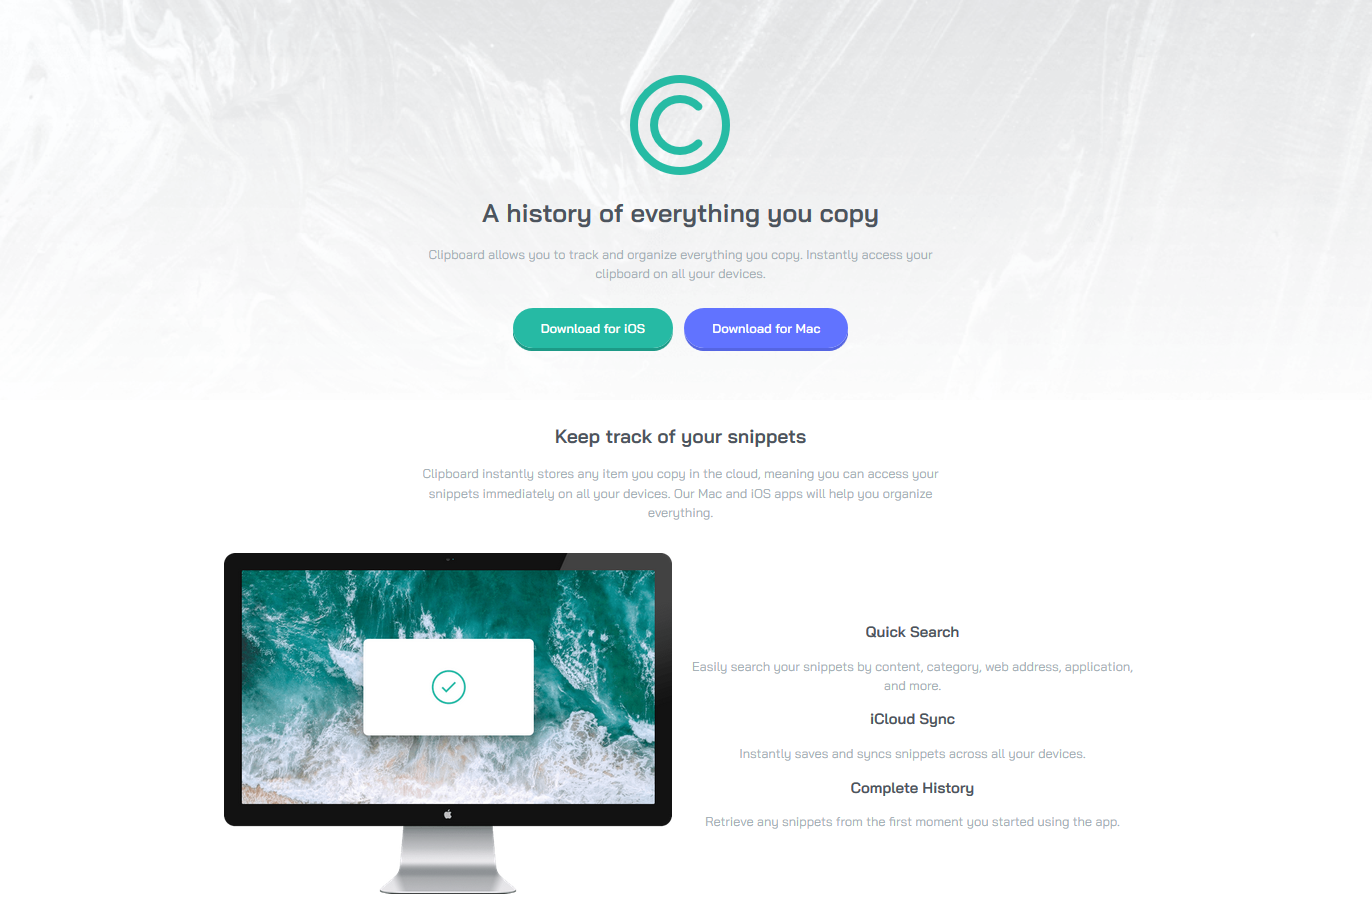 A history of everything you copy
Clipboard allows you to track and organize everything you copy. Instantly access your
clipboard on all your devices.
Download for iOS
Download for Mac
Keep track of your snippets
Clipboard instantly stores any item you copy in the cloud, meaning you can access your
snippets immediately on all your devices. Our Mac and iOS apps will help you organize
everything.
Quick Search
Easily search your snippets by content, category, web address, application,
and more.
iCloud Sync
Instantly saves and syncs snippets across all your devices.
Complete History
Retrieve any snippets from the first moment you started using the app.